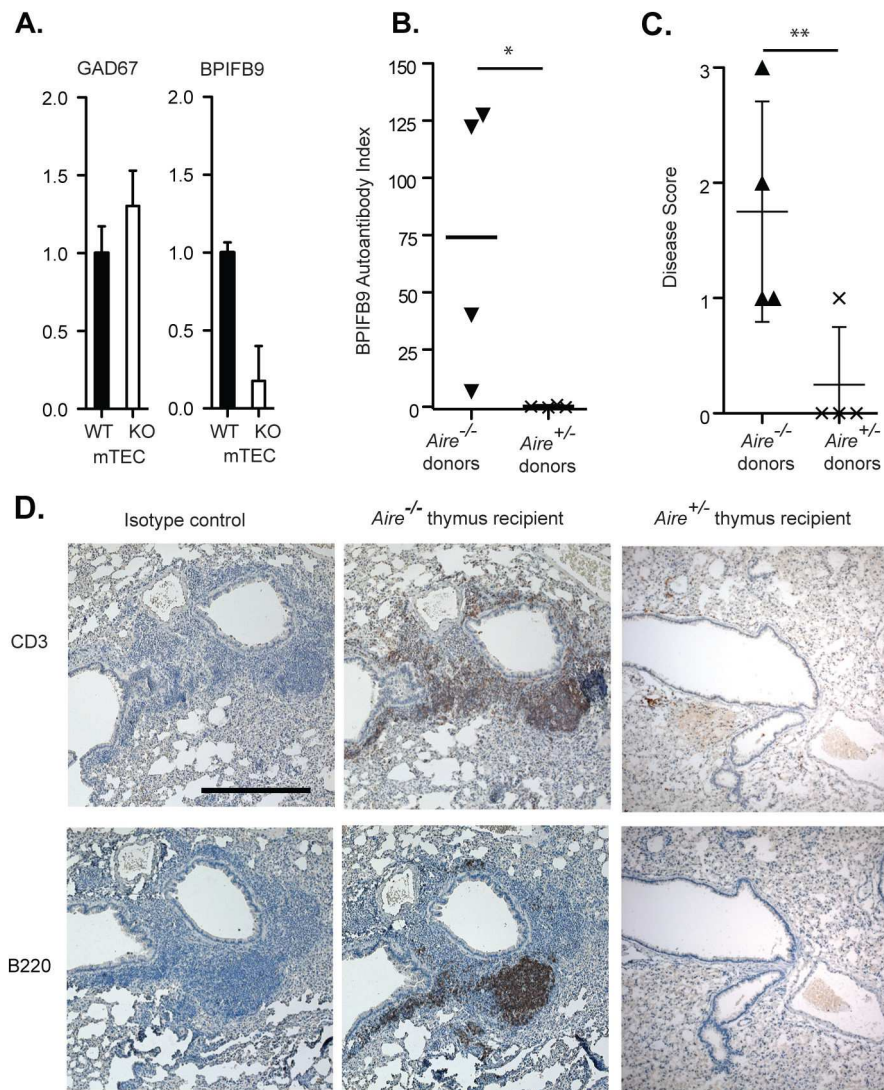 A.
GAD67
BPIFB9
2.0
1.5
1.0
0.5
0.0
WT KO
mTEC
2.0
1.5
1.0
0.5
0.0
WT KO
mTEC
B.
*
BPIFB9 Autoantibody Index
150
125
100
75
50
25
0
Aire-/-
donors
Aire+/-
donors
C.
**
Disease Score
3
2
1
0
Aire-/-
donors
Aire+/-
donors
D.
Isotype control
Aire-/- thymus recipient
Aire+/- thymus recipient
CD3
B220